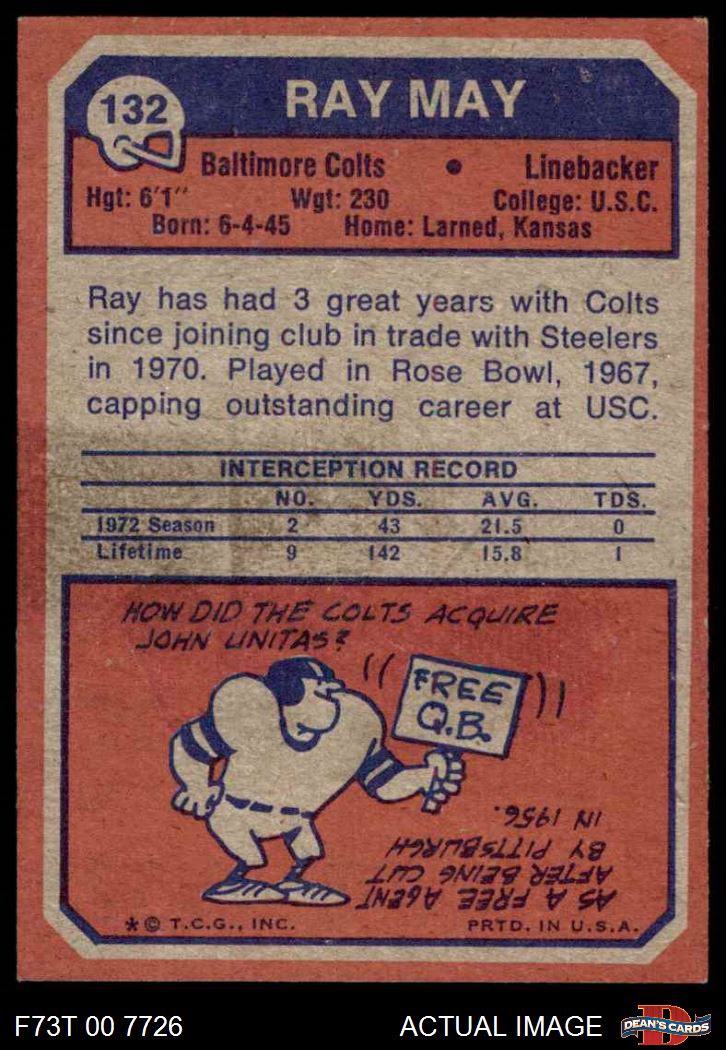 132
RAY MAY
Baltimore Colts • Linebacker
Hgt: 6'1" Wgt: 230 College: U.S.C.
Born: 6-4-45 Home: Larned, Kansas
Ray has had 3 great years with Colts
since joining club in trade with Steelers
in 1970. Played in Rose Bowl, 1967,
capping outstanding career at USC.
INTERCEPTION RECORD
NO. YDS. AVG. TDS.
1972 Season 2 43 21.5 0
Lifetime 9 142 15.8 1
HOW DID THE COLTS ACQUIRE
JOHN UNITAS?
FREE
Q.B.
AS A FREE AGENT
AFTER BEING CUT
BY PITTSBURGH
IN 1956.
* © T.C.G., INC. PRTD. IN U.S.A.
F73T 00 7726 ACTUAL IMAGE
D
DEAN'S CARDS